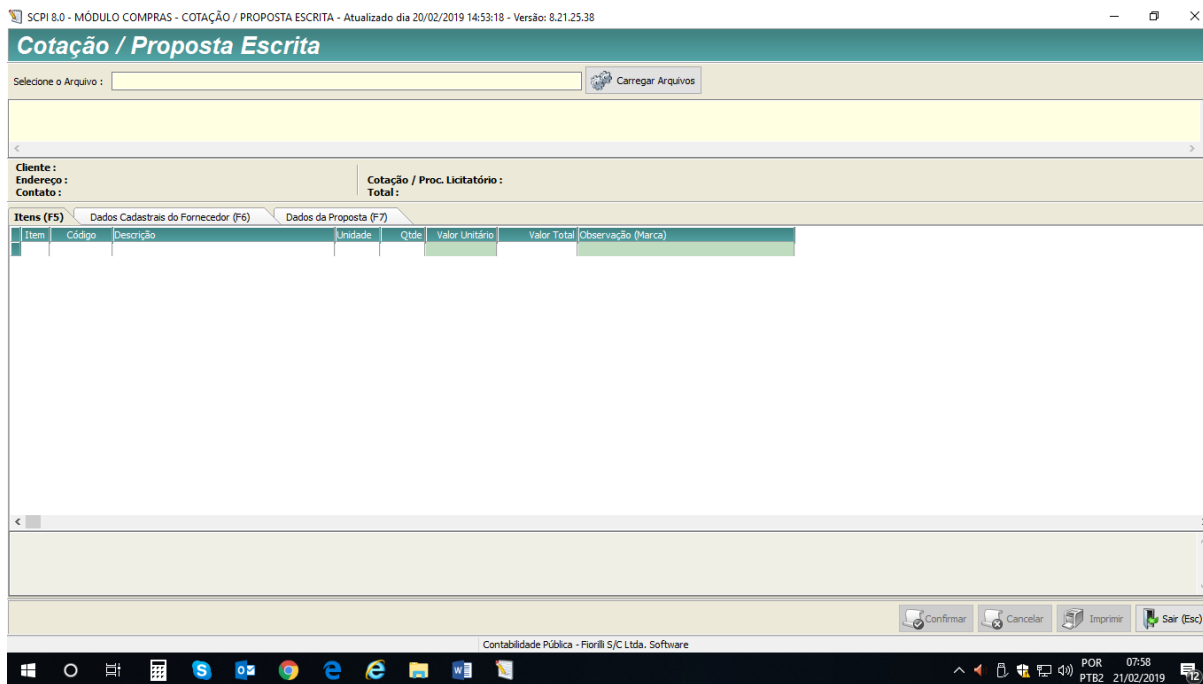 SCPI 8.0 - MÓDULO COMPRAS - COTAÇÃO / PROPOSTA ESCRITA - Atualizado dia 20/02/2019 14:53:18 - Versão: 8.21.25.38
Cotação / Proposta Escrita
Selecione o Arquivo :
Carregar Arquivos
Cliente :
Endereço :
Contato :
Cotação / Proc. Licitatório :
Total :
Itens (F5) Dados Cadastrais do Fornecedor (F6) Dados da Proposta (F7)
Item Código Descrição Unidade Qtde Valor Unitário Valor Total Observação (Marca)
Confirmar Cancelar Imprimir Sair (Esc)
Contabilidade Pública - Fiorilli S/C Ltda. Software
POR 07:58
PTB2 21/02/2019
12